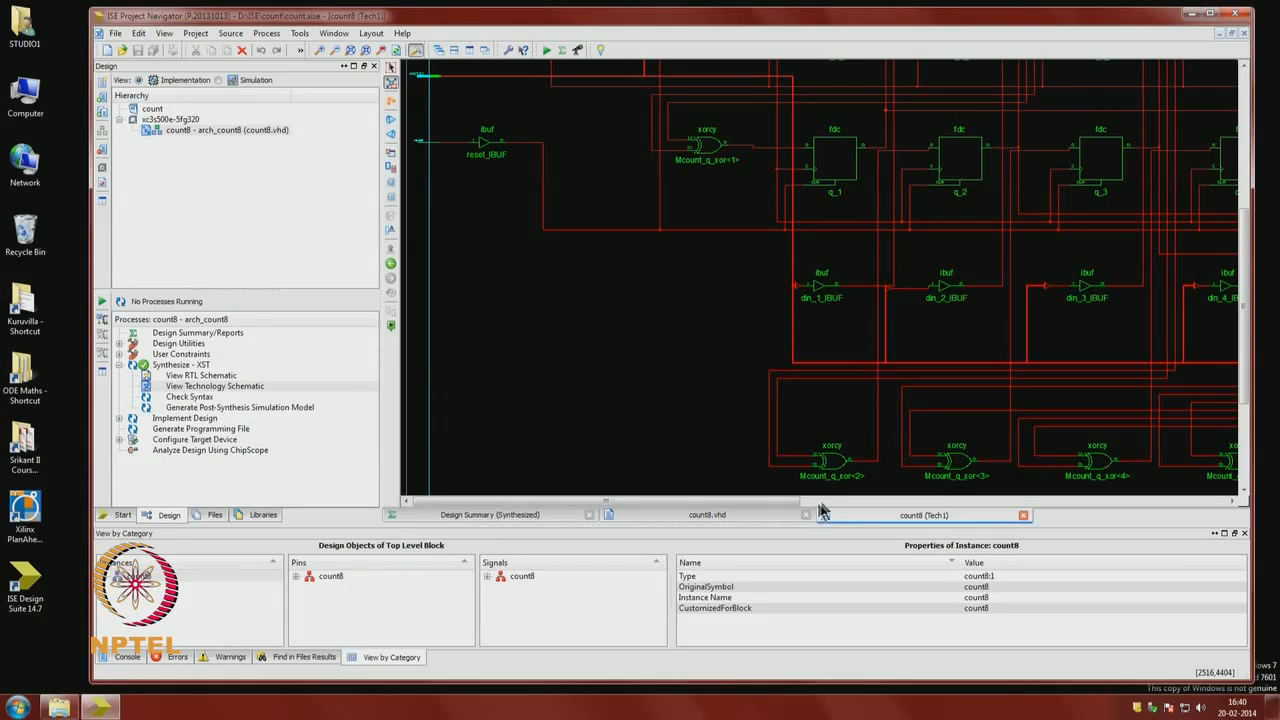 STUDIO1
Computer
Network
Recycle Bin
Kuruvilla -
Shortcut
ODE Maths -
Shortcut
Srikant II
Cours...
Xilinx
PlanAhe...
ISE Design
Suite 14.7
ISE Project Navigator (P.20131013) - D:\ISE\count\count.xise - [count8 (Tech1)]
File Edit View Project Source Process Tools Window Layout Help
Design
View: Implementation Simulation
Hierarchy
count
xc3s500e-5fg320
count8 - arch_count8 (count8.vhd)
No Processes Running
Processes: count8 - arch_count8
Design Summary/Reports
Design Utilities
User Constraints
Synthesize - XST
View RTL Schematic
View Technology Schematic
Check Syntax
Generate Post-Synthesis Simulation Model
Implement Design
Generate Programming File
Configure Target Device
Analyze Design Using ChipScope
Start Design Files Libraries
ibuf
reset_IBUF
xorcy
Mcount_q_xor<1>
fdc
q_1
fdc
q_2
fdc
q_3
ibuf
din_1_IBUF
ibuf
din_2_IBUF
ibuf
din_3_IBUF
ibuf
din_4_IB
xorcy
Mcount_q_xor<2>
xorcy
Mcount_q_xor<3>
xorcy
Mcount_q_xor<4>
xo
Mcount_q
Design Summary (Synthesized) count8.vhd count8 (Tech1)
View by Category
Design Objects of Top Level Block
Properties of Instance: count8
Pins
count8
Signals
count8
Name Value
Type count8:1
OriginalSymbol count8
Instance Name count8
CustomizedForBlock count8
NPTEL
Console Errors Warnings Find in Files Results View by Category
[2516,4404]
7601
This copy of Windows is not genuine
16:40
20-02-2014